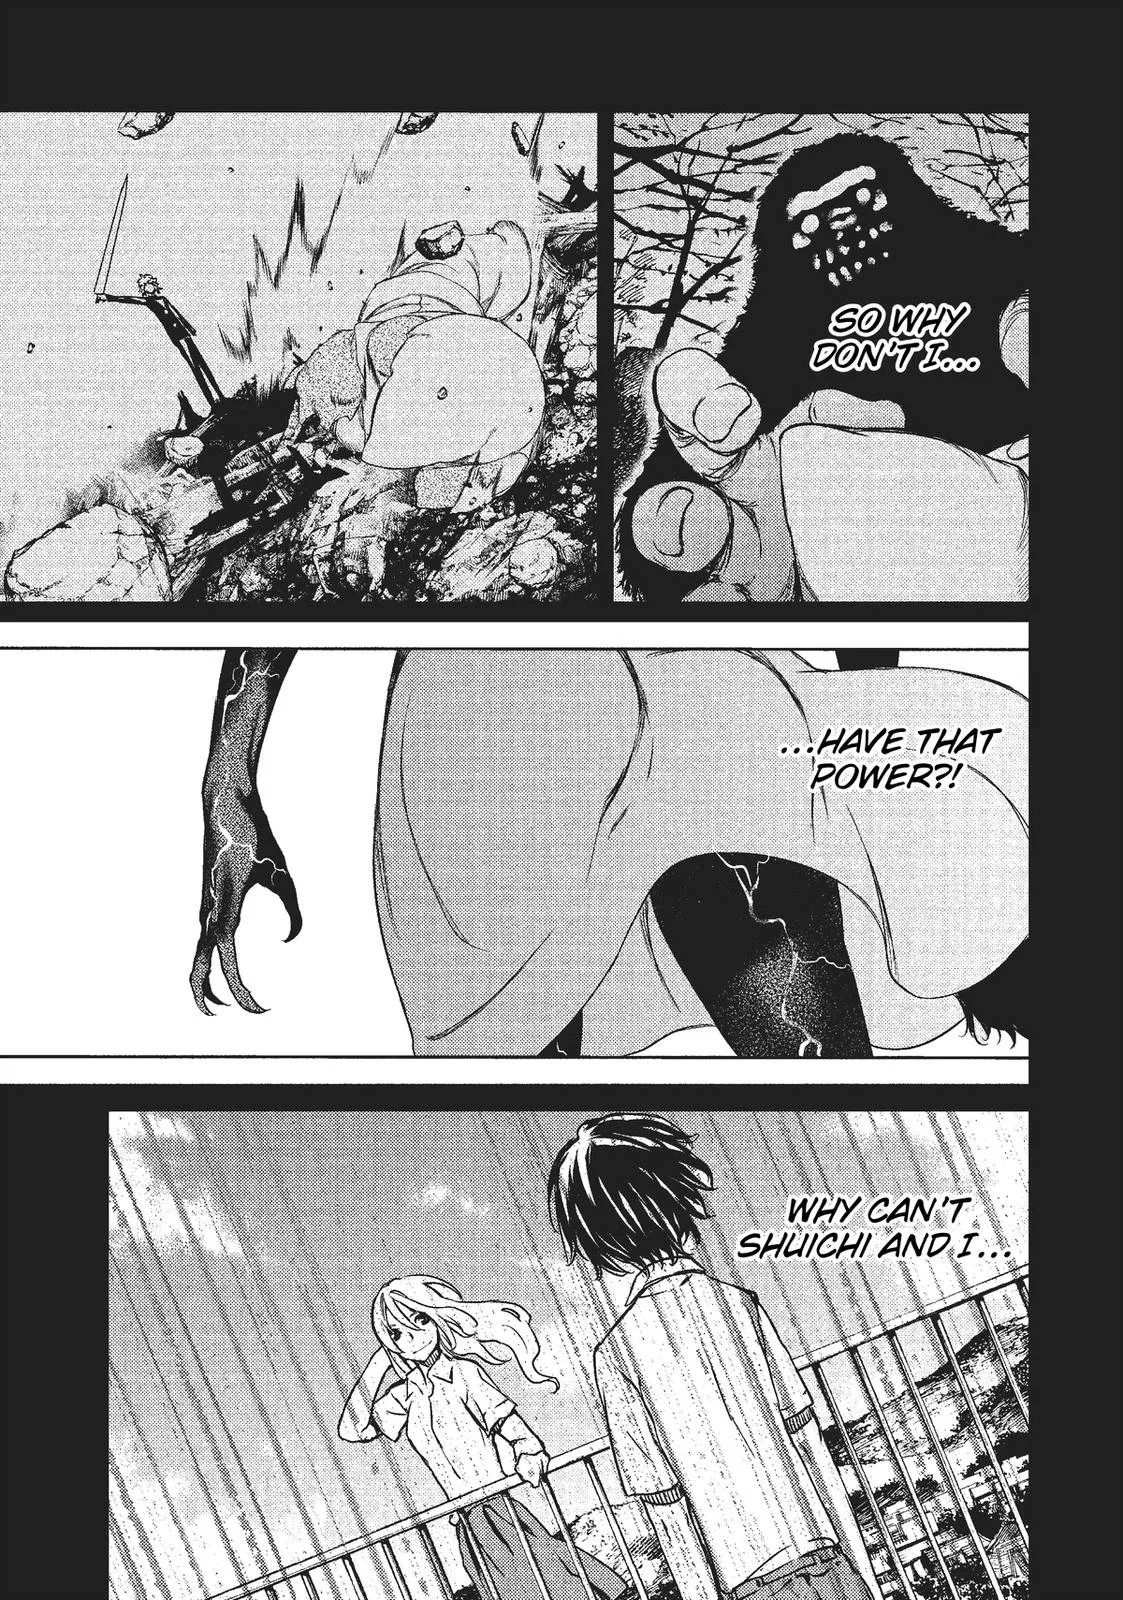 SO WHY
DON'T I...
...HAVE THAT
POWER?!
WHY CAN'T
SHUICHI AND I...